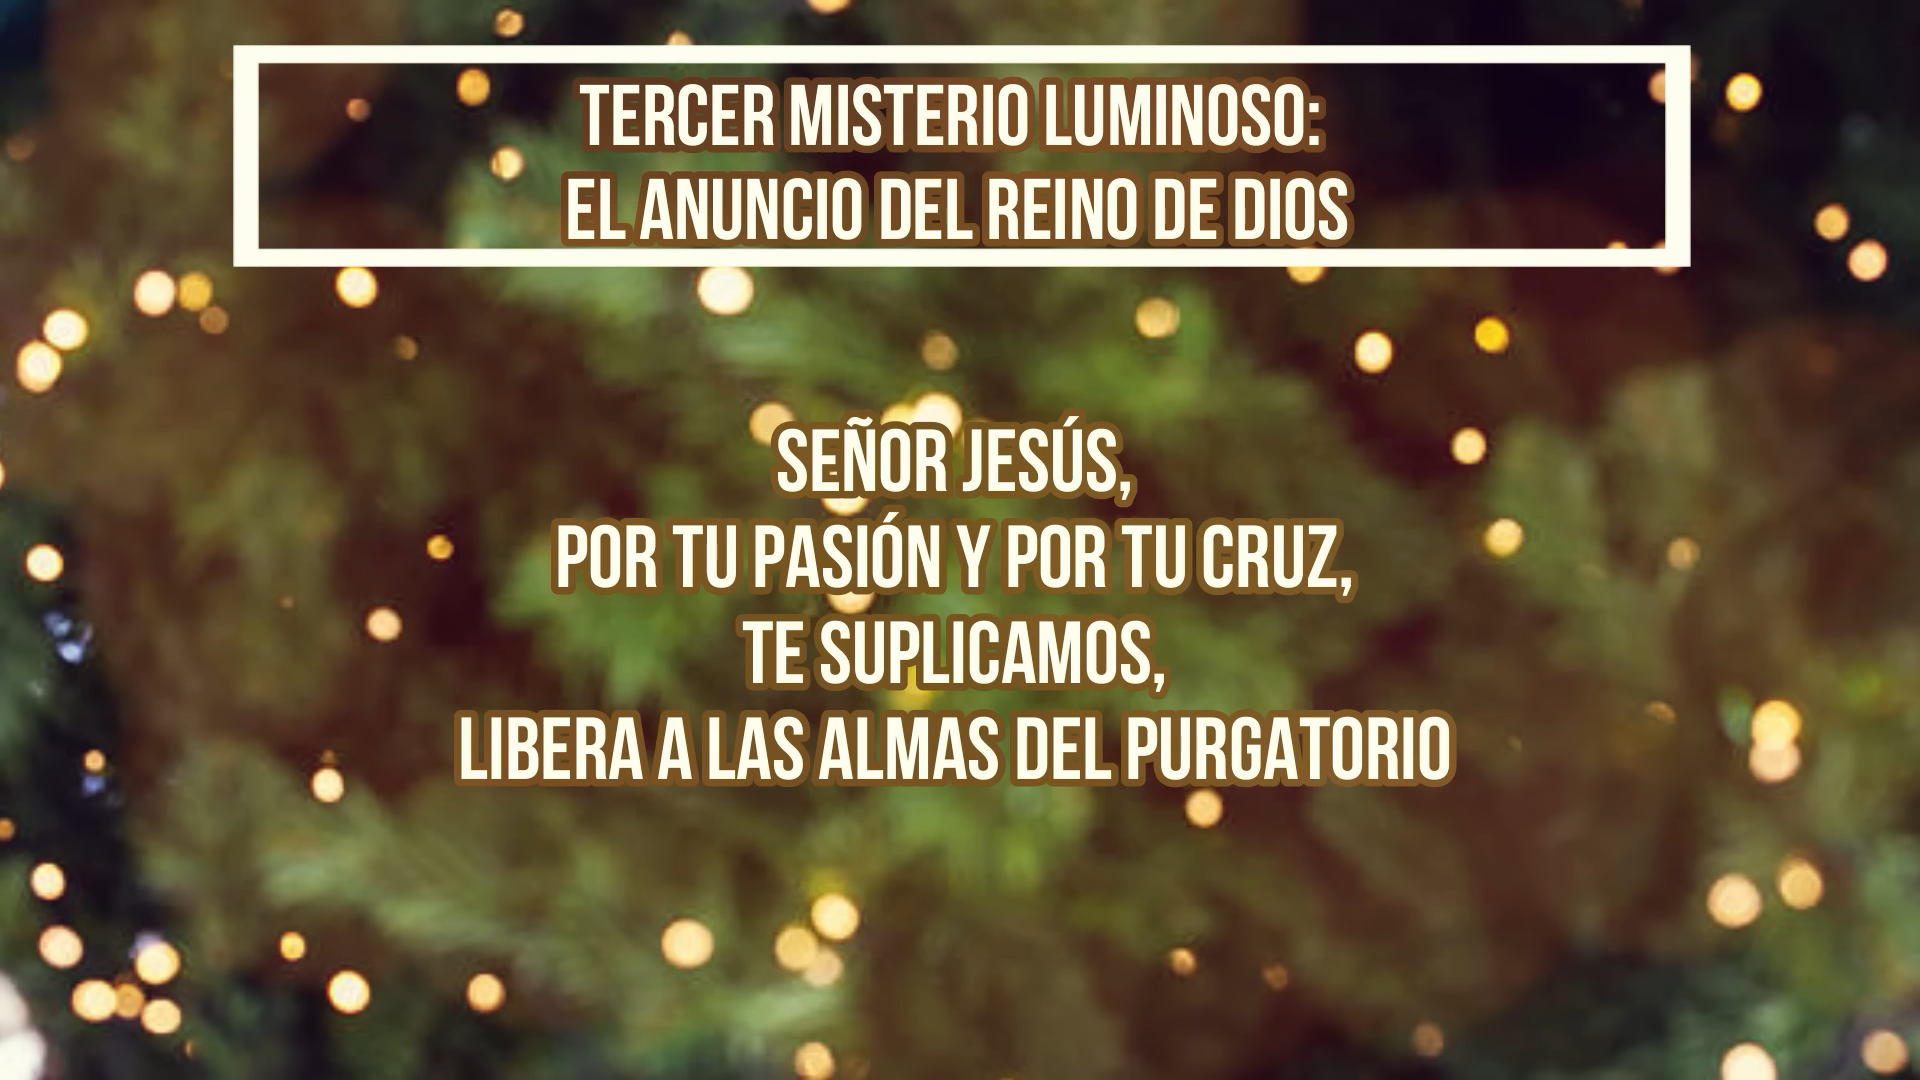 TERCER MISTERIO LUMINOSO:
EL ANUNCIO DEL REINO DE DIOS
SEÑOR JESÚS,
POR TU PASIÓN Y POR TU CRUZ,
TE SUPLICAMOS,
LIBERA A LAS ALMAS DEL PURGATORIO